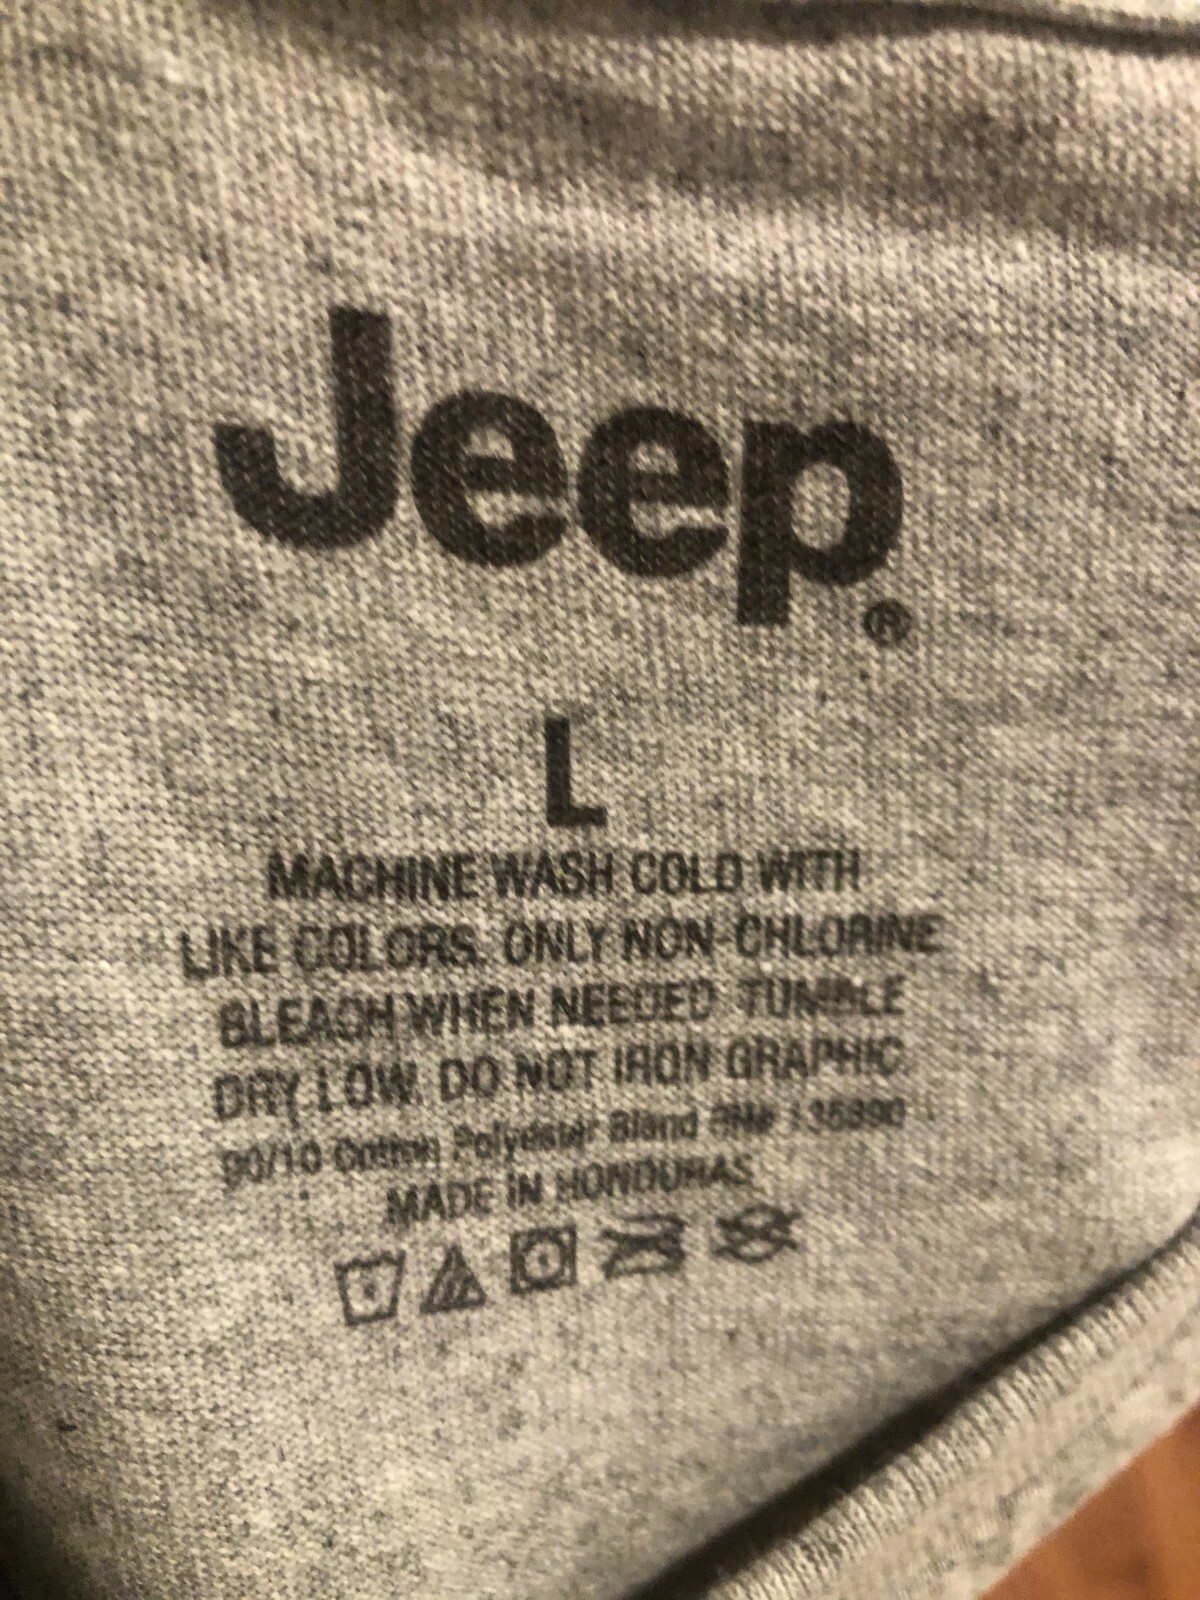 Jeep®
L
MACHINE WASH COLD WITH
LIKE COLORS. ONLY NON-CHLORINE
BLEACH WHEN NEEDED. TUMBLE
DRY LOW. DO NOT IRON GRAPHIC.
90/10 Cotton Polyester Blend RN#
MADE IN HONDURAS